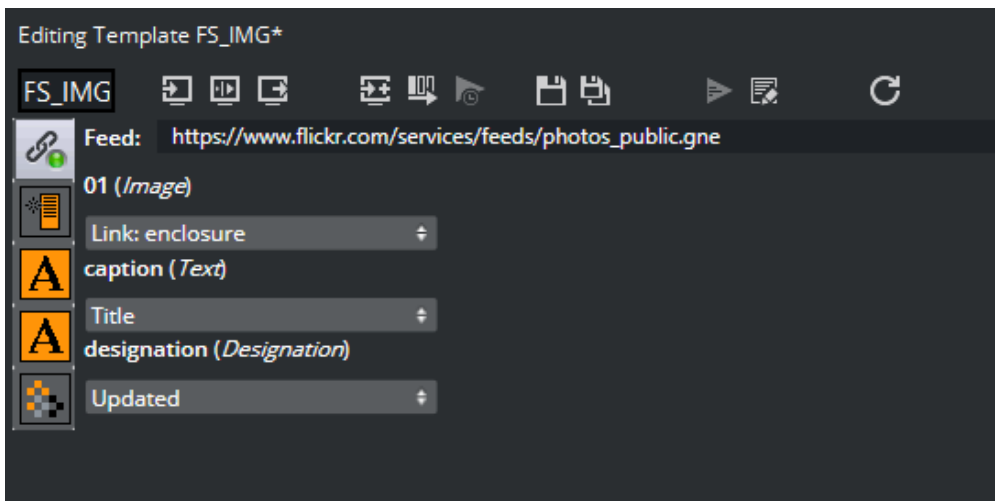 Editing Template FS_IMG*
FS_IMG
Feed: https://www.flickr.com/services/feeds/photos_public.gne
01 (Image)
Link: enclosure
A caption (Text)
Title
A designation (Designation)
Updated